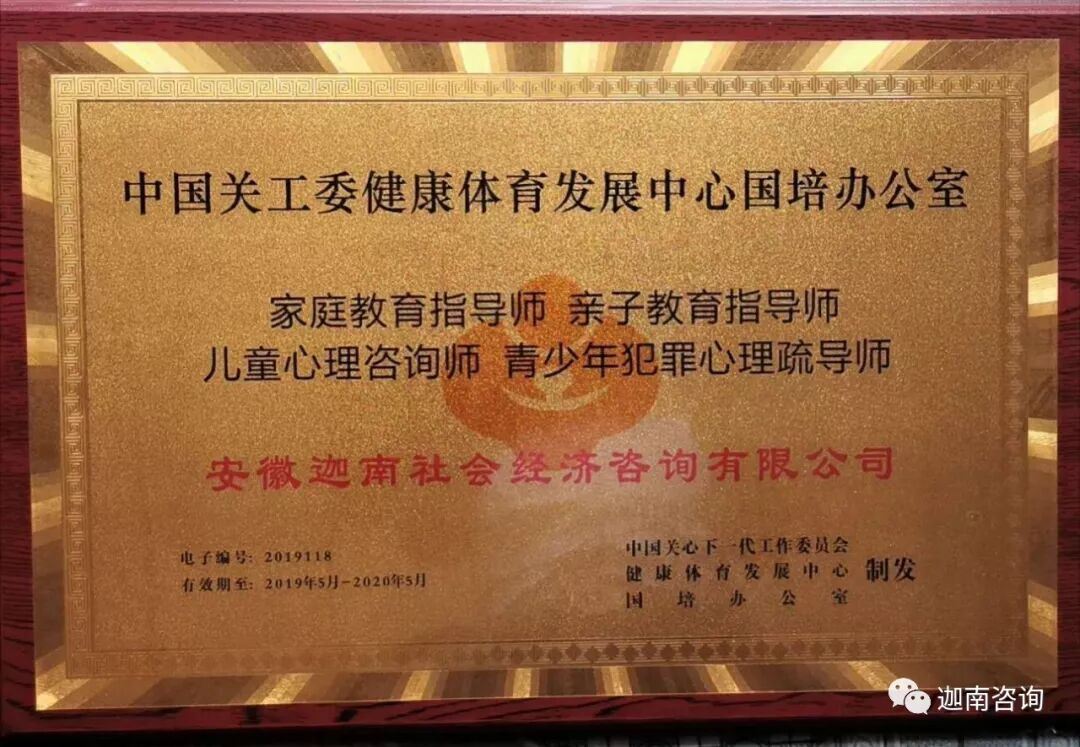 中国关工委健康体育发展中心国培办公室
家庭教育指导师 亲子教育指导师
儿童心理咨询师 青少年犯罪心理疏导师
安徽迦南社会经济咨询有限公司
电子编号: 2019118
有效期至: 2019年5月-2020年5月
中国关心下一代工作委员会
健康体育发展中心 制发
国培办公室
迦南咨询